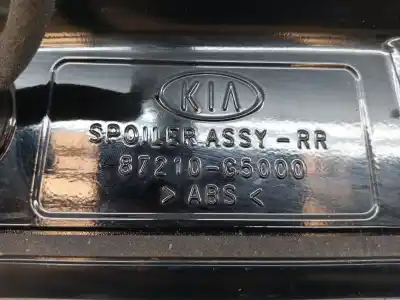 KIA
SPOILER ASSY-RR
87210-G5000
>ABS<